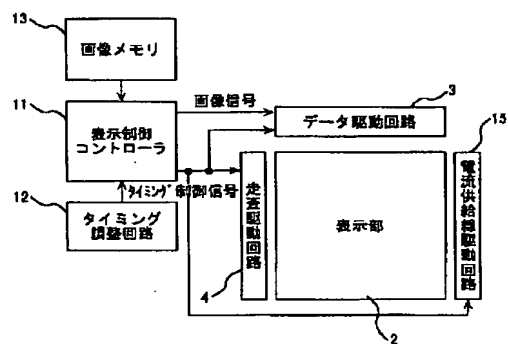 13
画像メモリ
11
表示制御
コントローラ
画像信号
3
データ駆動回路
15
タイミング制御信号
12
タイミング
調整回路
走査駆動回路
4
表示部
2
電流供給線駆動回路